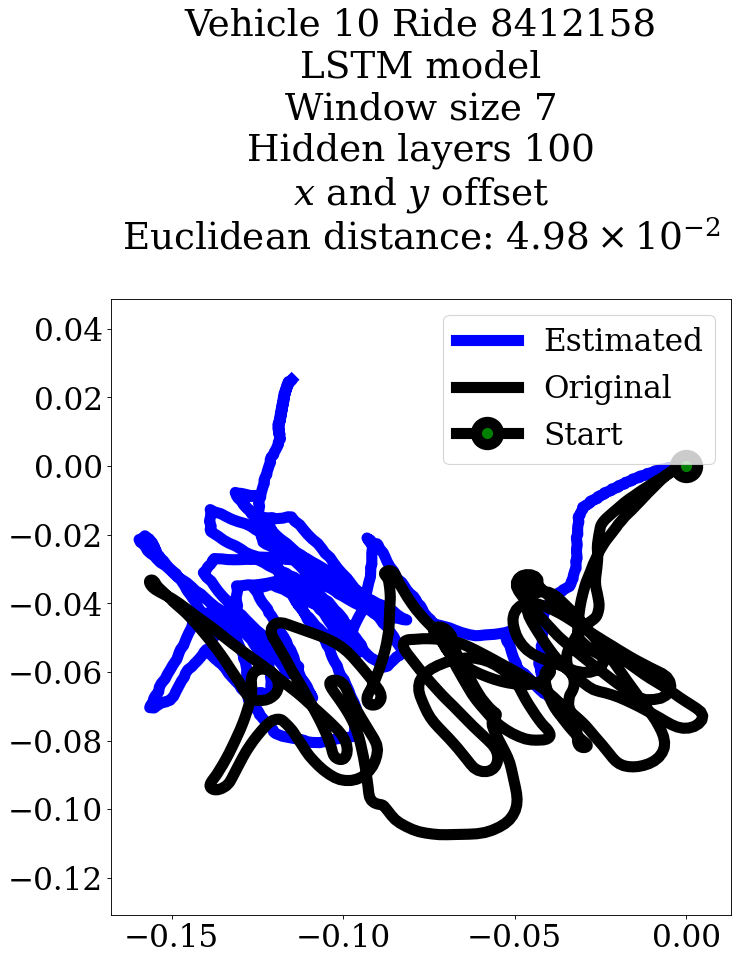 Vehicle 10 Ride 8412158
LSTM model
Window size 7
Hidden layers 100
x and y offset
Euclidean distance: 4.98 × 10⁻²
Estimated
Original
Start
0.04
0.02
0.00
−0.02
−0.04
−0.06
−0.08
−0.10
−0.12
−0.15
−0.10
−0.05
0.00